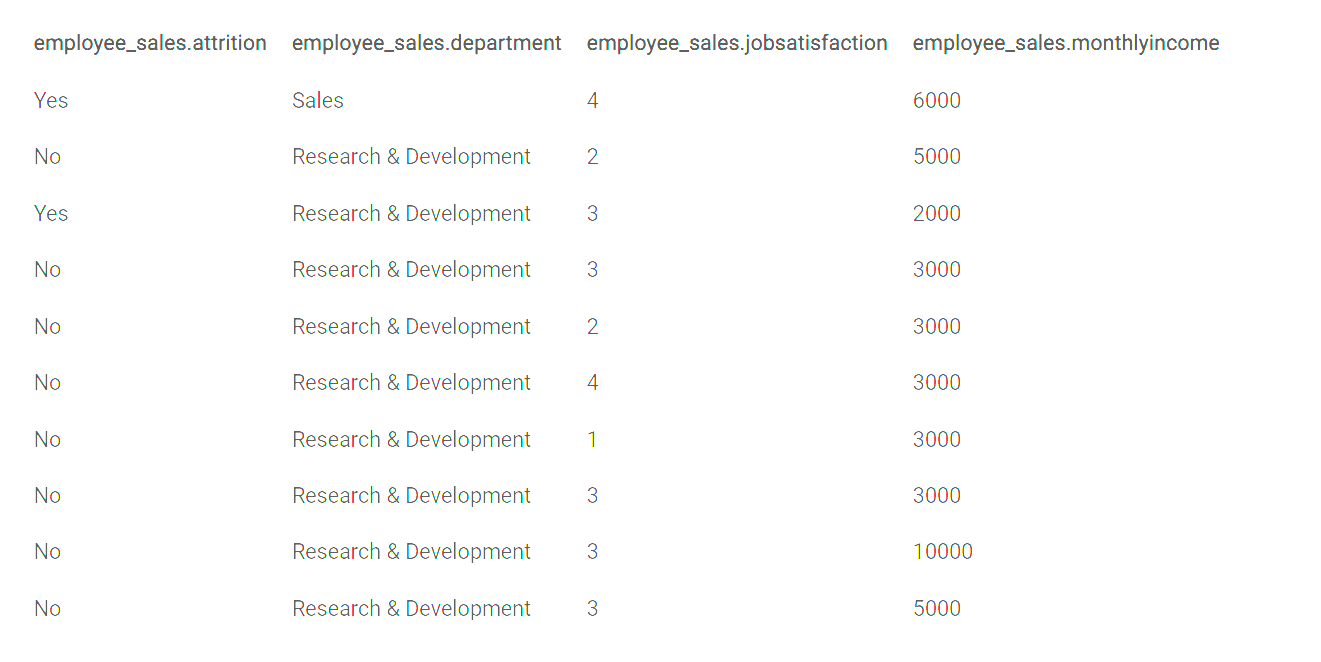 employee_sales.attrition employee_sales.department employee_sales.jobsatisfaction employee_sales.monthlyincome
Yes Sales 4 6000
No Research & Development 2 5000
Yes Research & Development 3 2000
No Research & Development 3 3000
No Research & Development 2 3000
No Research & Development 4 3000
No Research & Development 1 3000
No Research & Development 3 3000
No Research & Development 3 10000
No Research & Development 3 5000